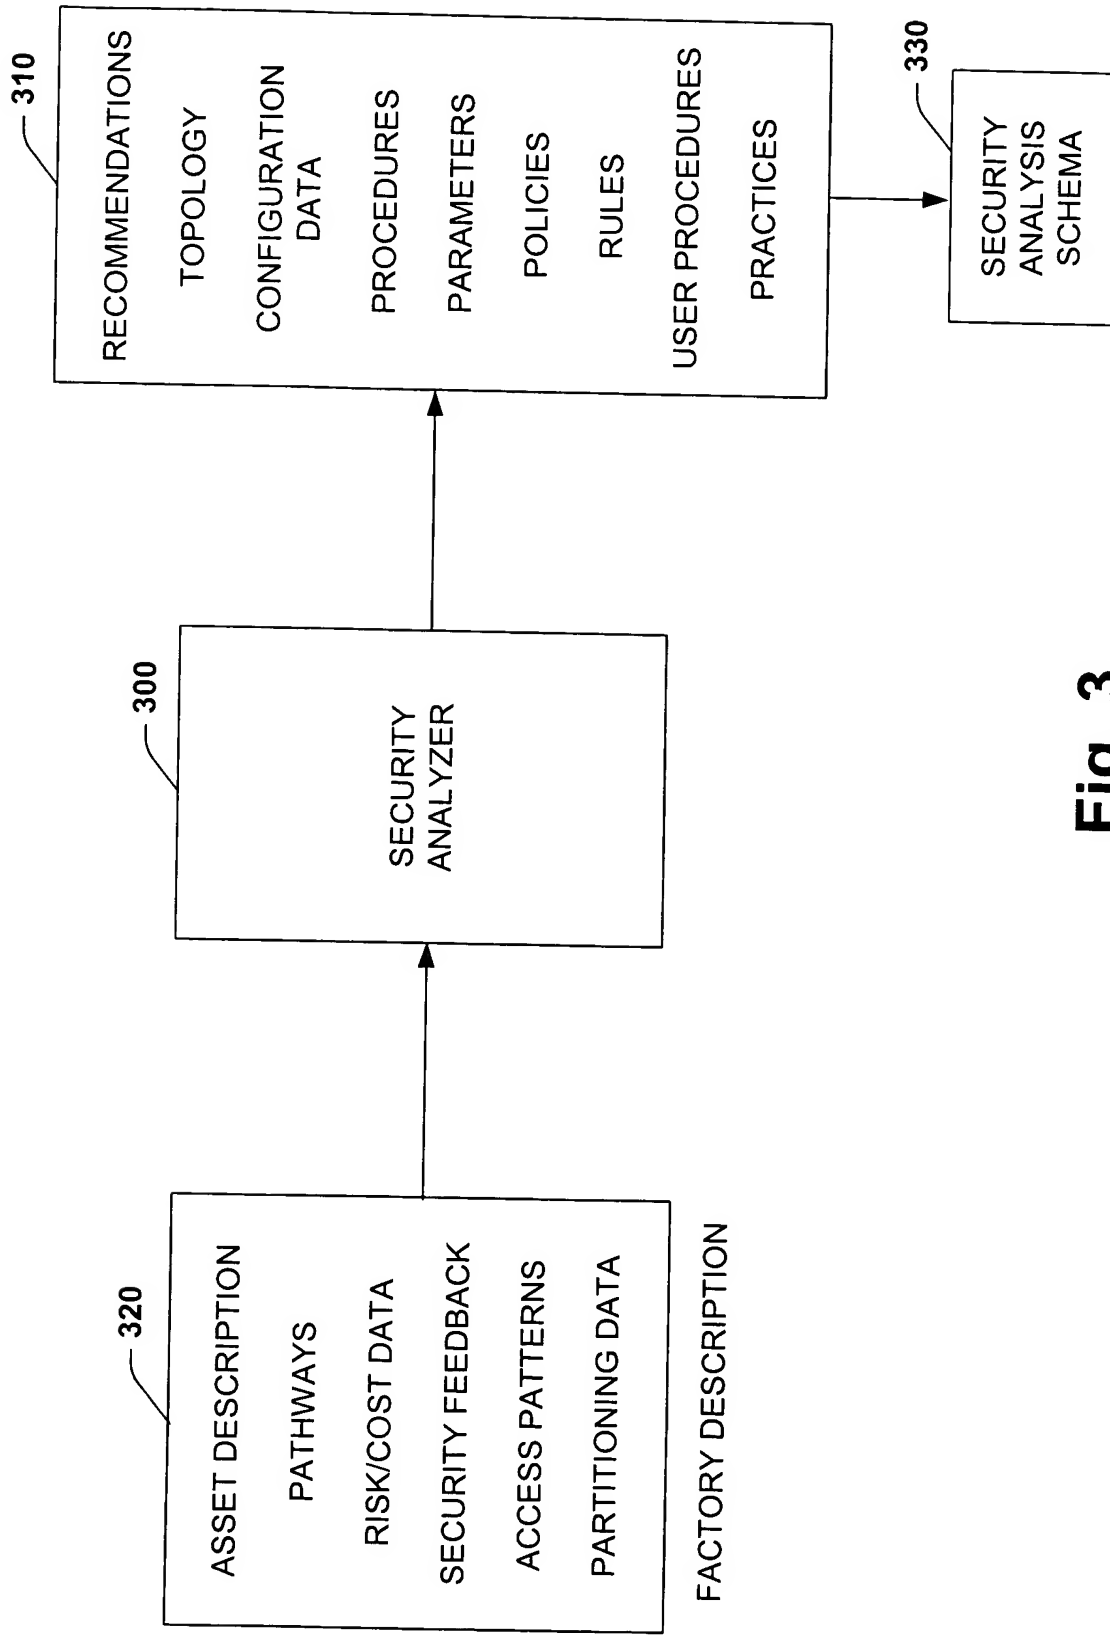 320
ASSET DESCRIPTION
PATHWAYS
RISK/COST DATA
SECURITY FEEDBACK
ACCESS PATTERNS
PARTITIONING DATA
FACTORY DESCRIPTION
300
SECURITY
ANALYZER
310
RECOMMENDATIONS
TOPOLOGY
CONFIGURATION
DATA
PROCEDURES
PARAMETERS
POLICIES
RULES
USER PROCEDURES
PRACTICES
330
SECURITY
ANALYSIS
SCHEMA
Fig. 3